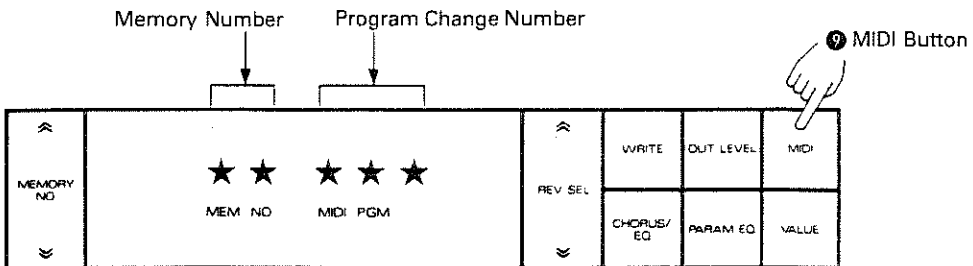 Memory Number
Program Change Number
9 MIDI Button
MEMORY
NO
★★ ★★★
MEM NO
MIDI PGM
REV SEL
WRITE
OUT LEVEL
MIDI
CHORUS/
EQ
PARAM EQ
VALUE